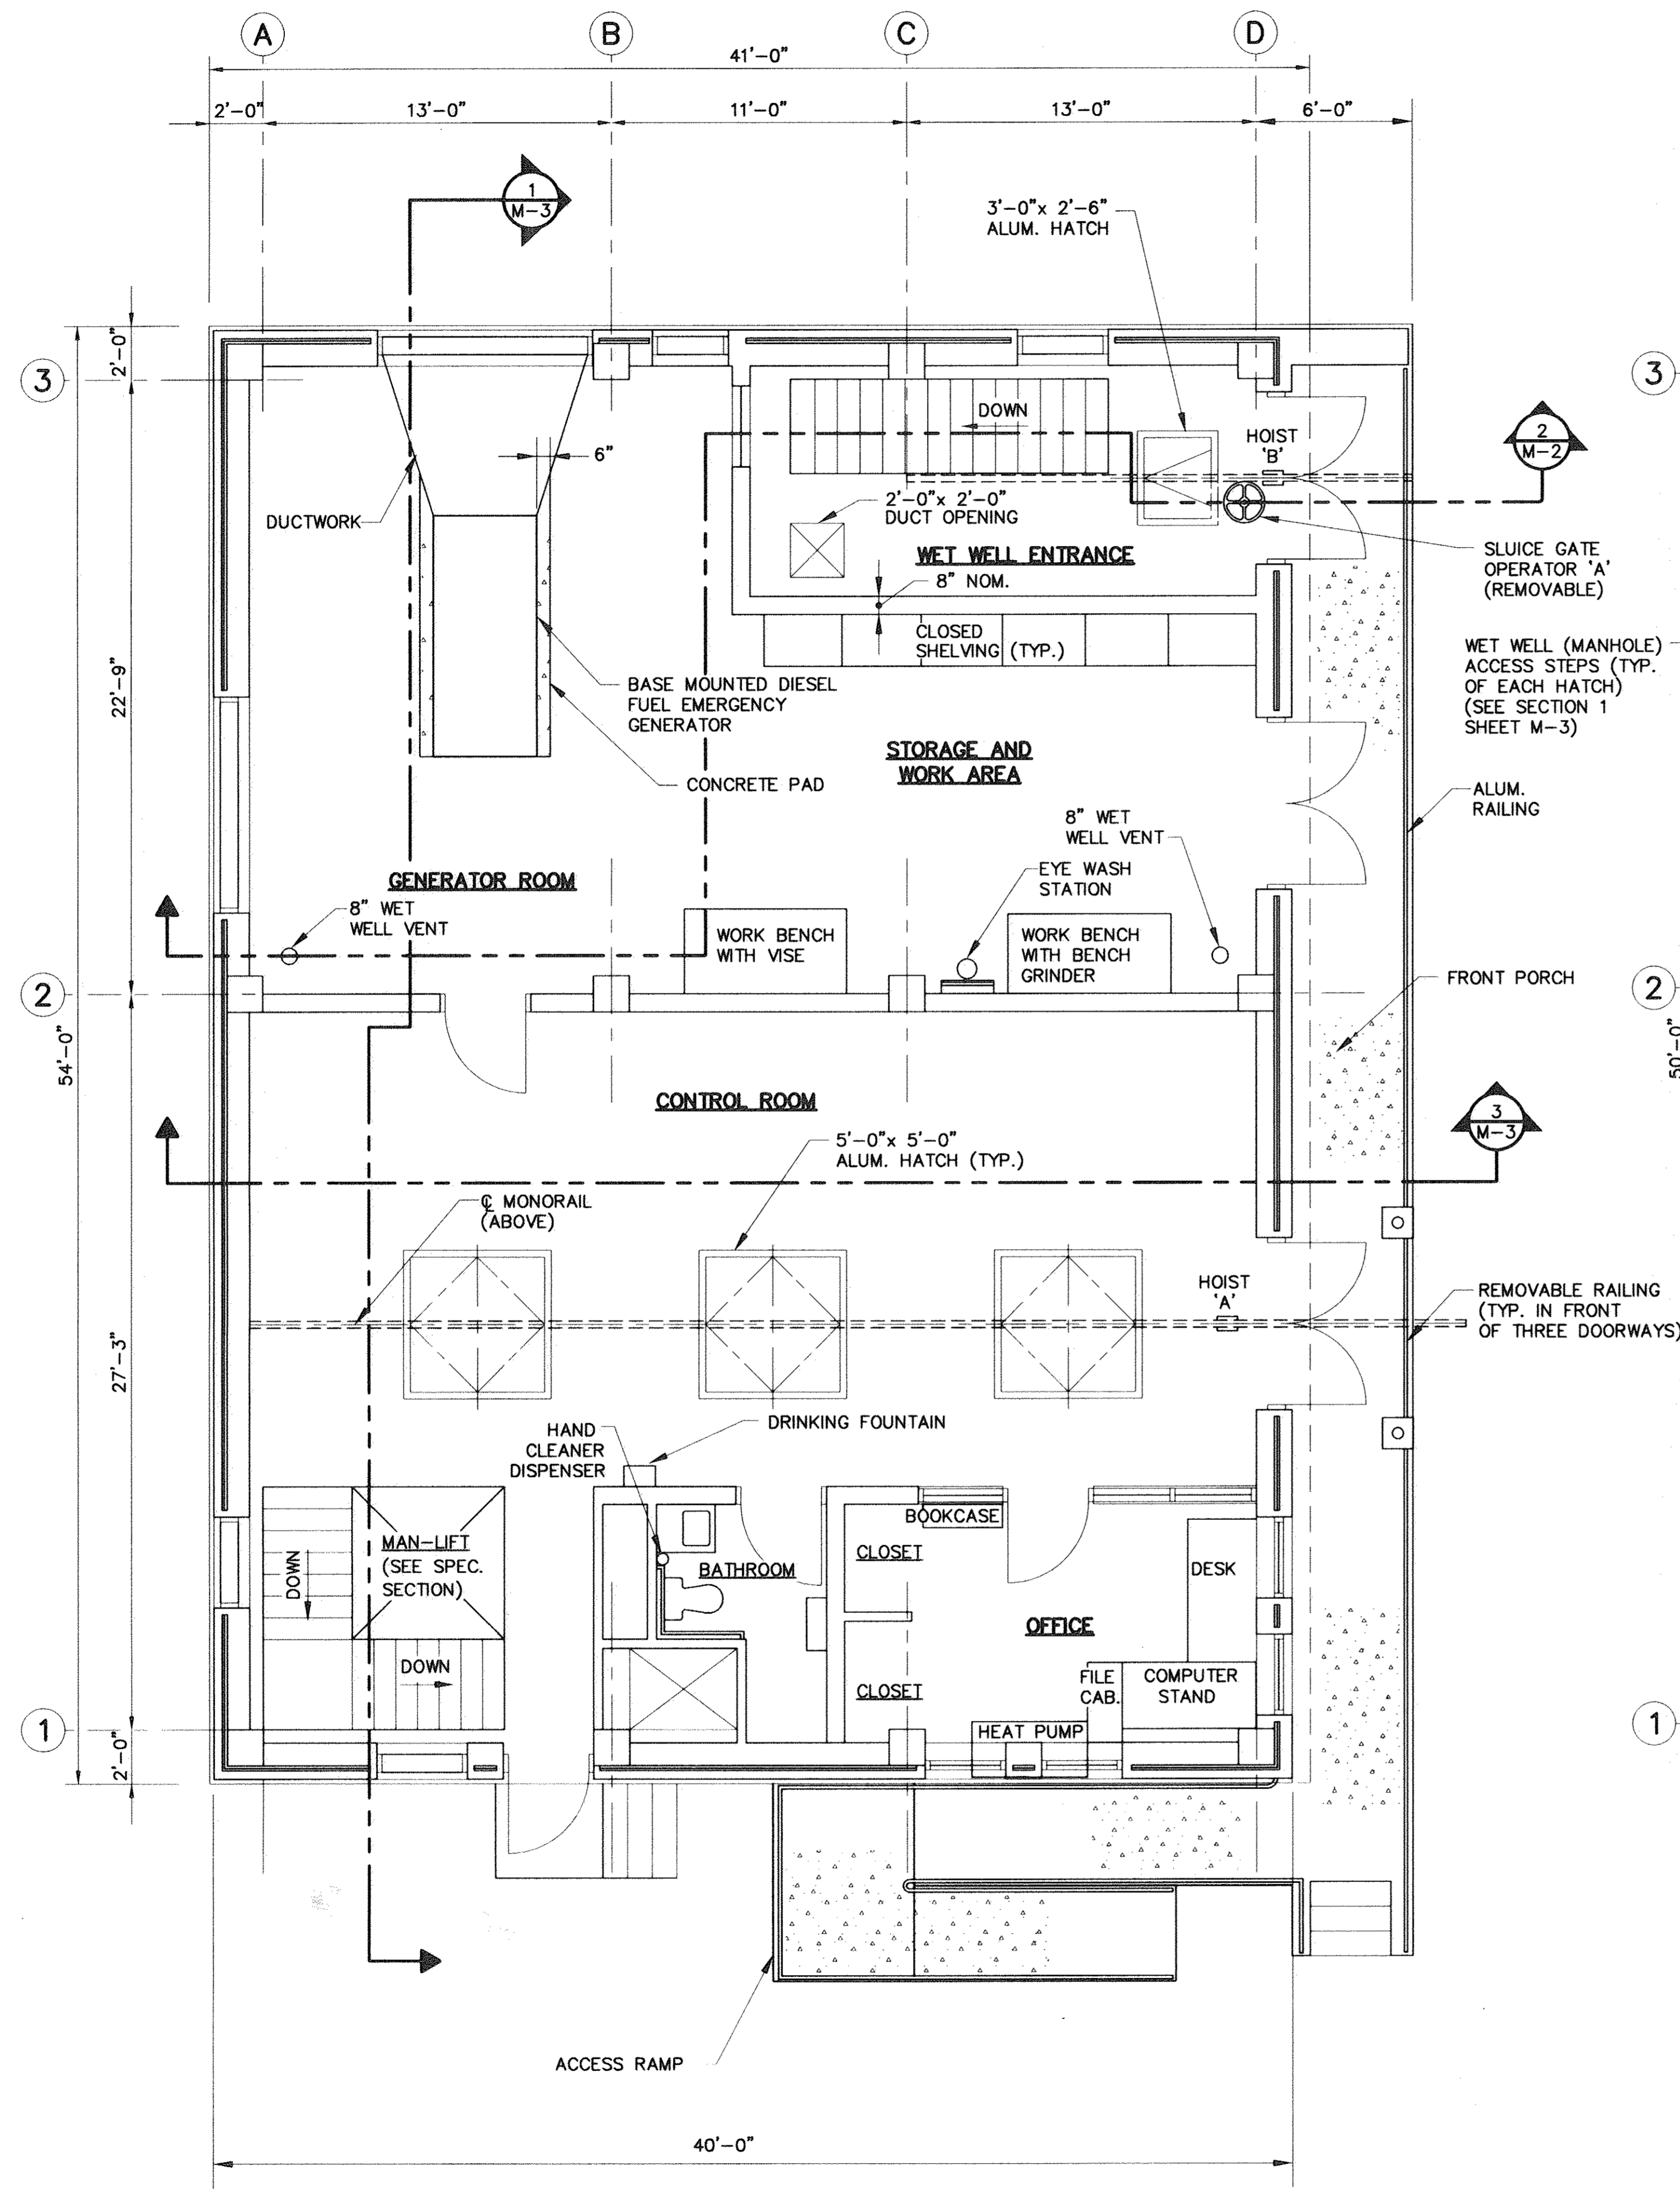 A
B
C
D
41'-0"
2'-0"
13'-0"
11'-0"
13'-0"
6'-0"
1
M-3
3'-0"x 2'-6"
ALUM. HATCH
2'-0"
3
3
DOWN
HOIST
'B'
2
M-2
6"
DUCTWORK
2'-0"x 2'-0"
DUCT OPENING
WET WELL ENTRANCE
8" NOM.
SLUICE GATE
OPERATOR 'A'
(REMOVABLE)
CLOSED
SHELVING (TYP.)
WET WELL (MANHOLE)
ACCESS STEPS (TYP.
OF EACH HATCH)
(SEE SECTION 1
SHEET M-3)
22'-9"
BASE MOUNTED DIESEL
FUEL EMERGENCY
GENERATOR
STORAGE AND
WORK AREA
CONCRETE PAD
ALUM.
RAILING
8" WET
WELL VENT
EYE WASH
STATION
GENERATOR ROOM
8" WET
WELL VENT
WORK BENCH
WITH VISE
WORK BENCH
WITH BENCH
GRINDER
FRONT PORCH
2
2
54'-0"
50'-0"
CONTROL ROOM
3
M-3
5'-0"x 5'-0"
ALUM. HATCH (TYP.)
℄ MONORAIL
(ABOVE)
HOIST
'A'
REMOVABLE RAILING
(TYP. IN FRONT
OF THREE DOORWAYS)
27'-3"
HAND
CLEANER
DISPENSER
DRINKING FOUNTAIN
BOOKCASE
MAN-LIFT
(SEE SPEC.
SECTION)
DOWN
BATHROOM
CLOSET
DESK
OFFICE
DOWN
CLOSET
FILE
CAB.
COMPUTER
STAND
HEAT PUMP
1
1
2'-0"
ACCESS RAMP
40'-0"